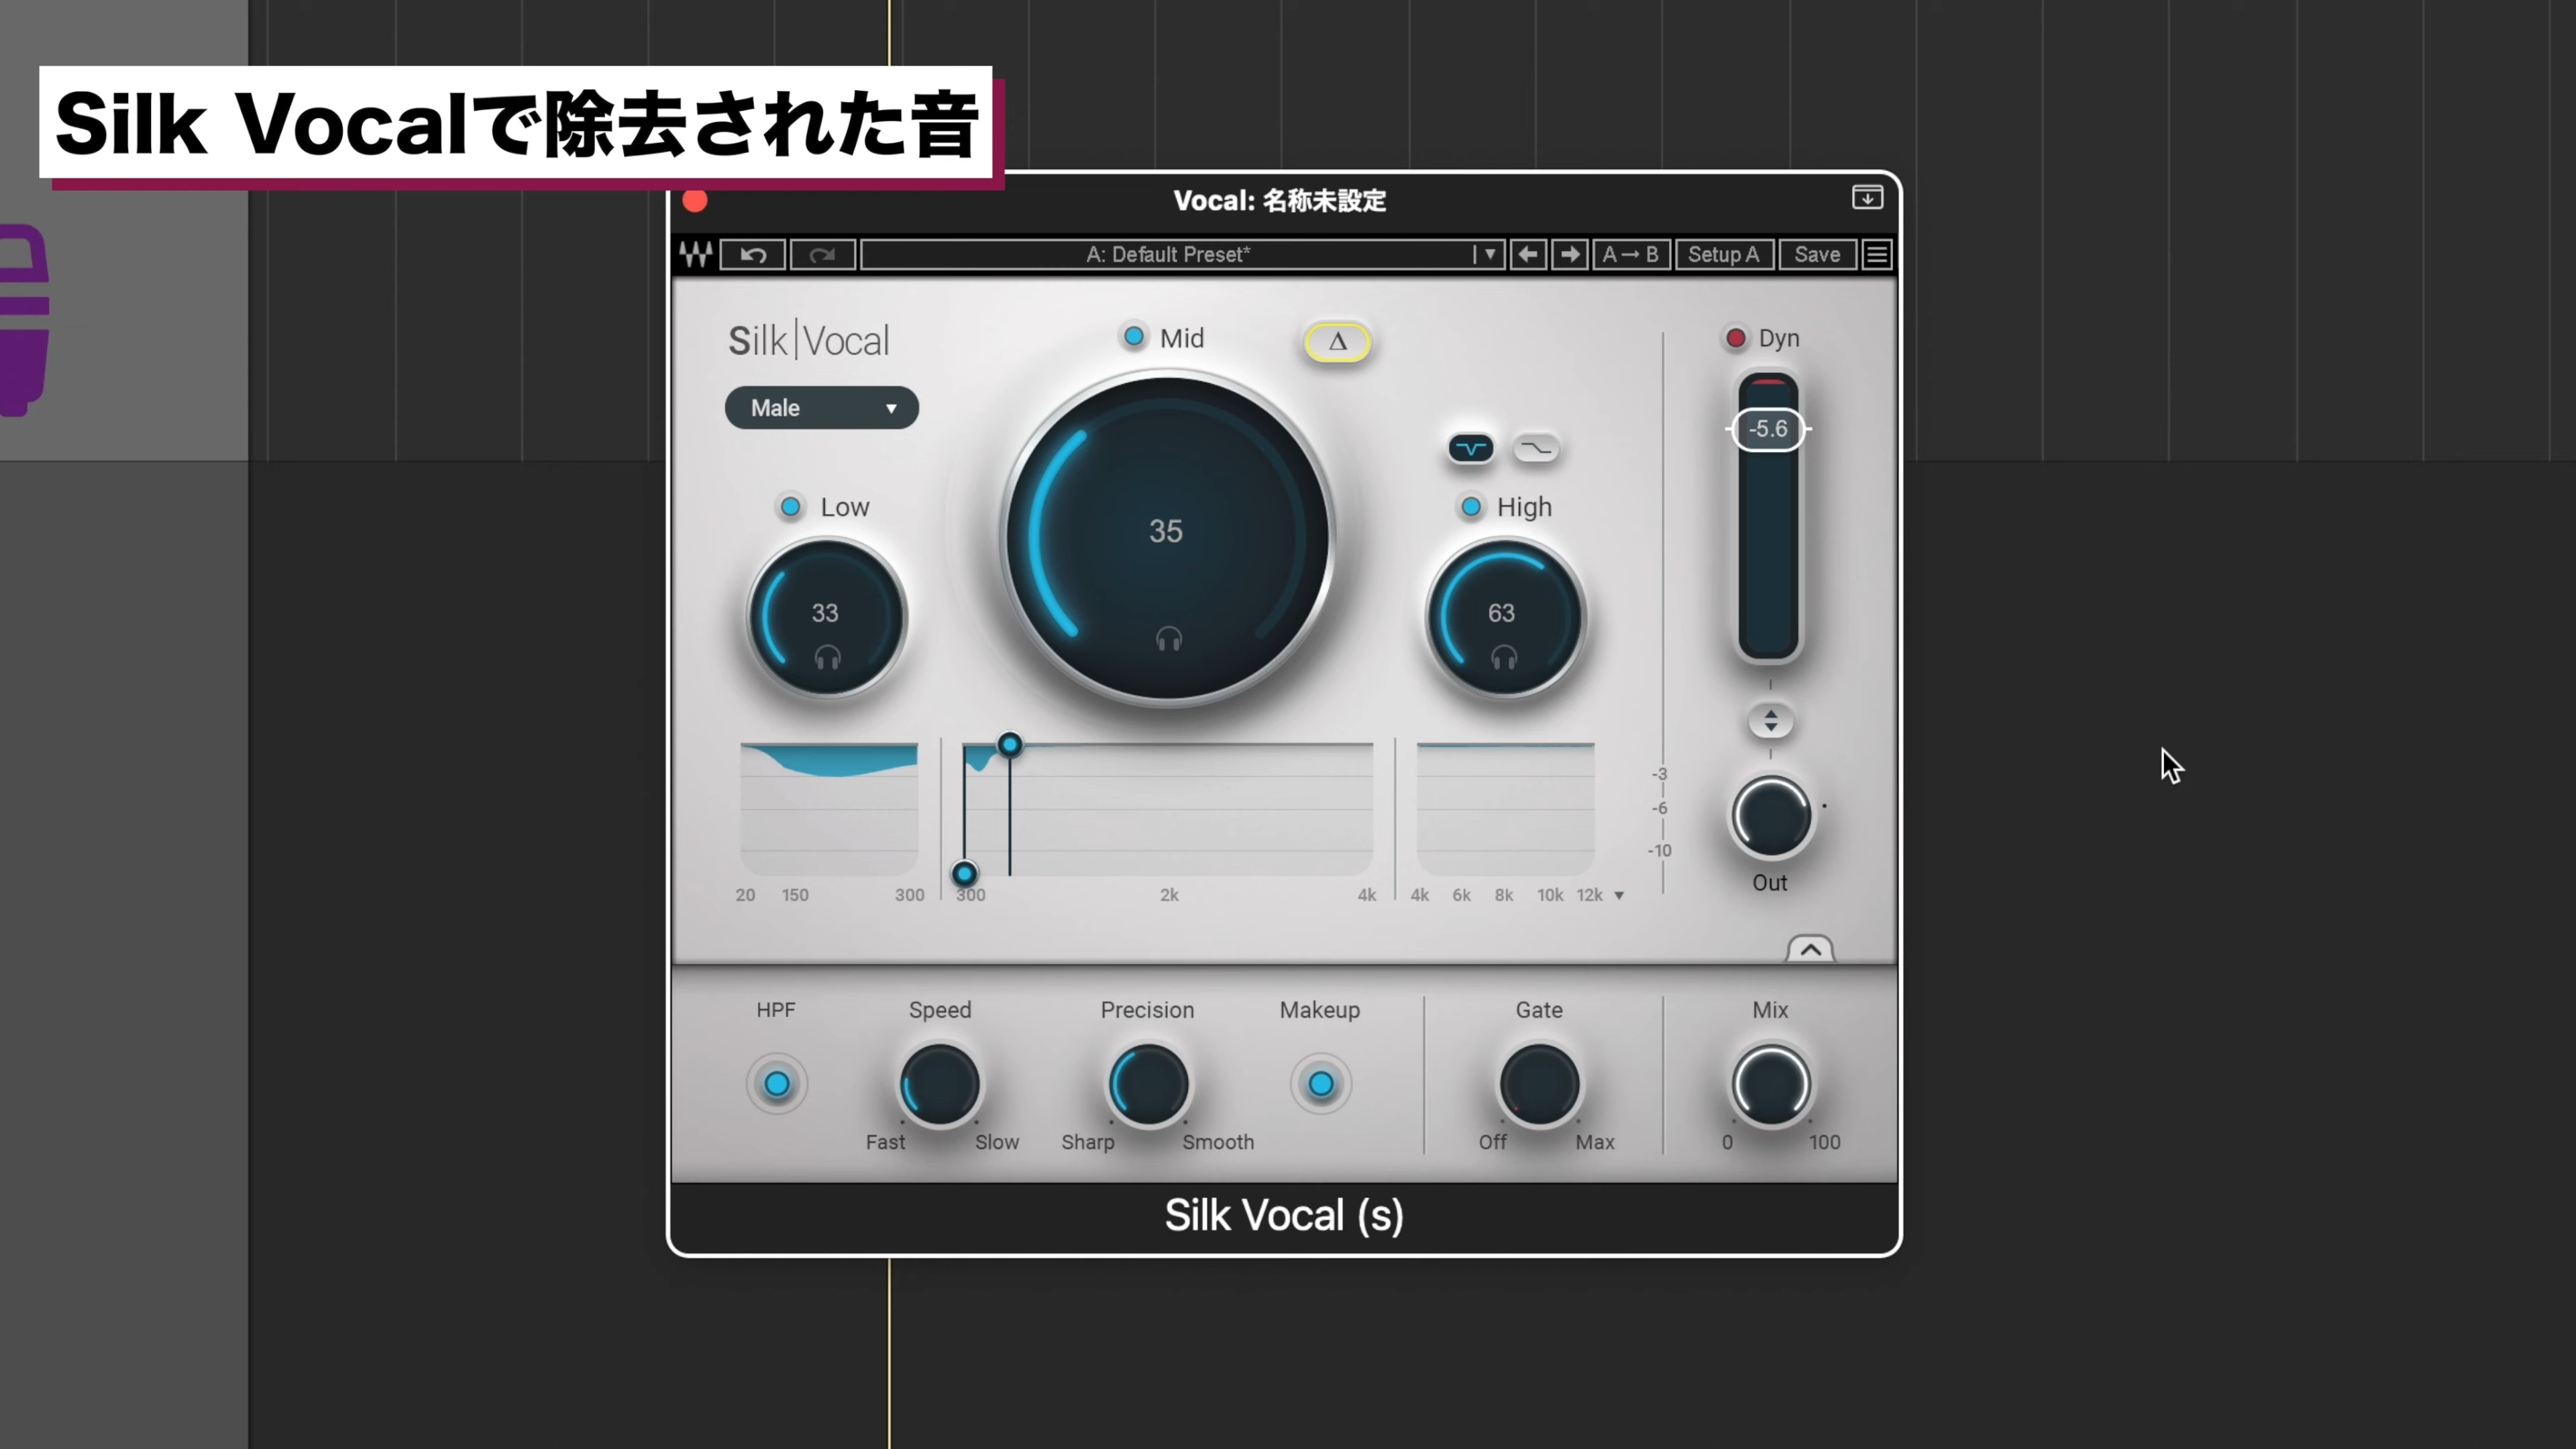 Silk Vocalで除去された音
Vocal: 名称未設定
A: Default Preset*
A→B
Setup A
Save
Silk|Vocal
Mid
Δ
Dyn
Male
-5.6
Low
High
35
33
63
-3
-6
-10
20 150 300
300 2k 4k
4k 6k 8k 10k 12k
Out
HPF
Speed
Precision
Makeup
Gate
Mix
Fast Slow
Sharp Smooth
Off Max
0 100
Silk Vocal (s)